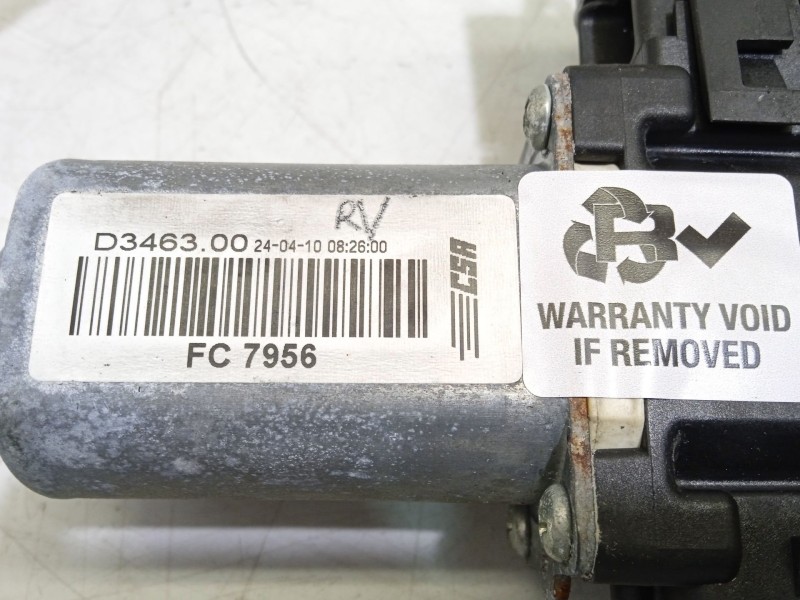 RV
D3463.00 24-04-10 08:26:00
CSA
FC 7956
R
WARRANTY VOID
IF REMOVED